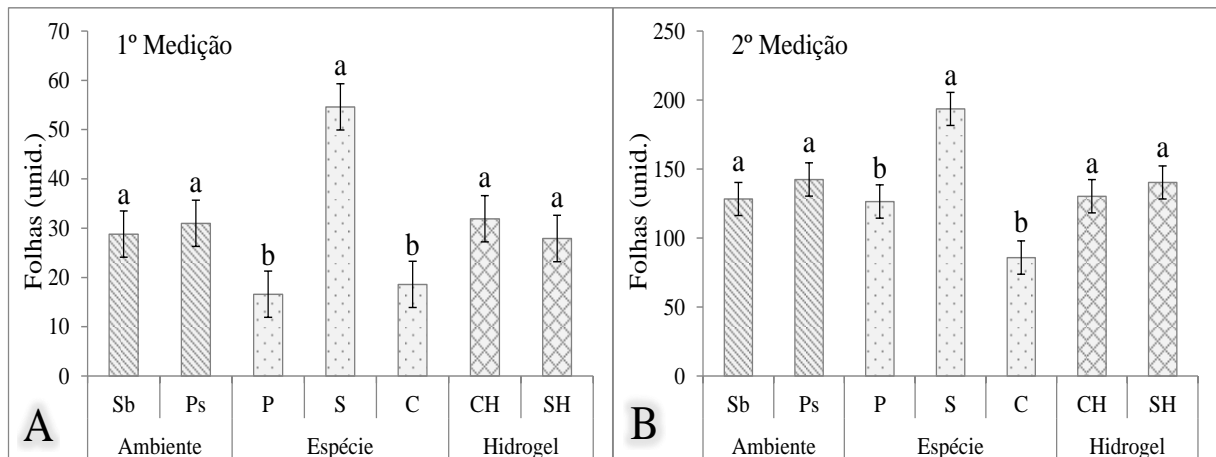 1º Medição
Folhas (unid.)
70
60
50
40
30
20
10
0
a
a
b
a
b
a
a
Sb
Ps
P
S
C
CH
SH
Ambiente
Espécie
Hidrogel
A
2º Medição
Folhas (unid.)
250
200
150
100
50
0
a
a
b
a
b
a
a
Sb
Ps
P
S
C
CH
SH
Ambiente
Espécie
Hidrogel
B